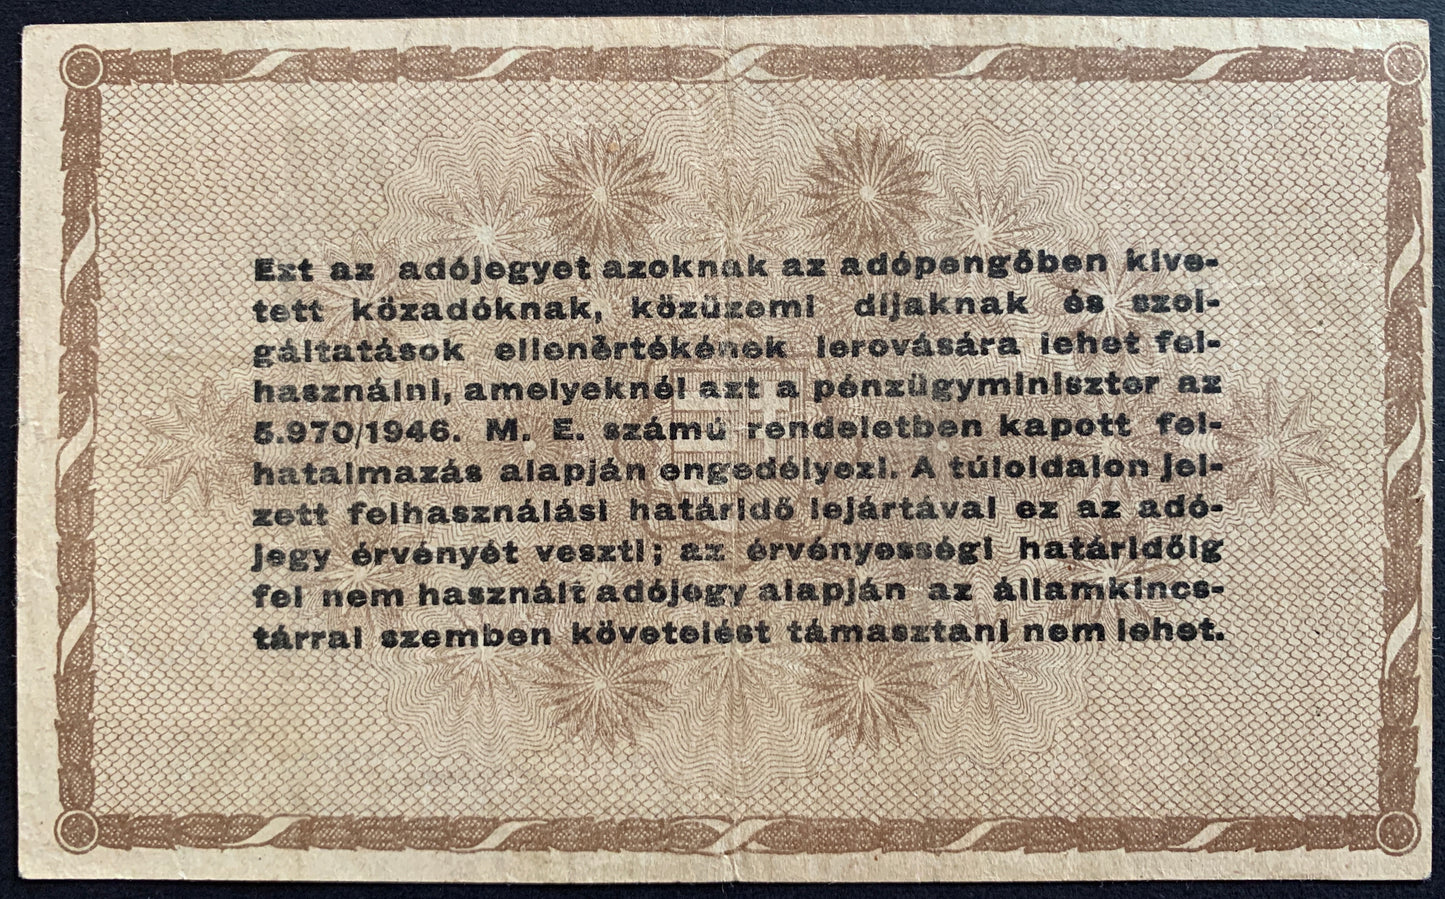 Ezt az adójegyet azoknak az adópengőben kive-
tett közadóknak, közüzemi díjaknak és szol-
gáltatások ellenértékének lerovására lehet fel-
használni, amelyeknél azt a pénzügyminiszter az
5.970/1946. M. E. számú rendeletben kapott fel-
hatalmazás alapján engedélyezi. A túloldalon jel-
zett felhasználási határidő lejártával ez az adó-
jegy érvényét veszti; az érvényességi határidőig
fel nem használt adójegy alapján az államkincs-
tárral szemben követelést támasztani nem lehet.